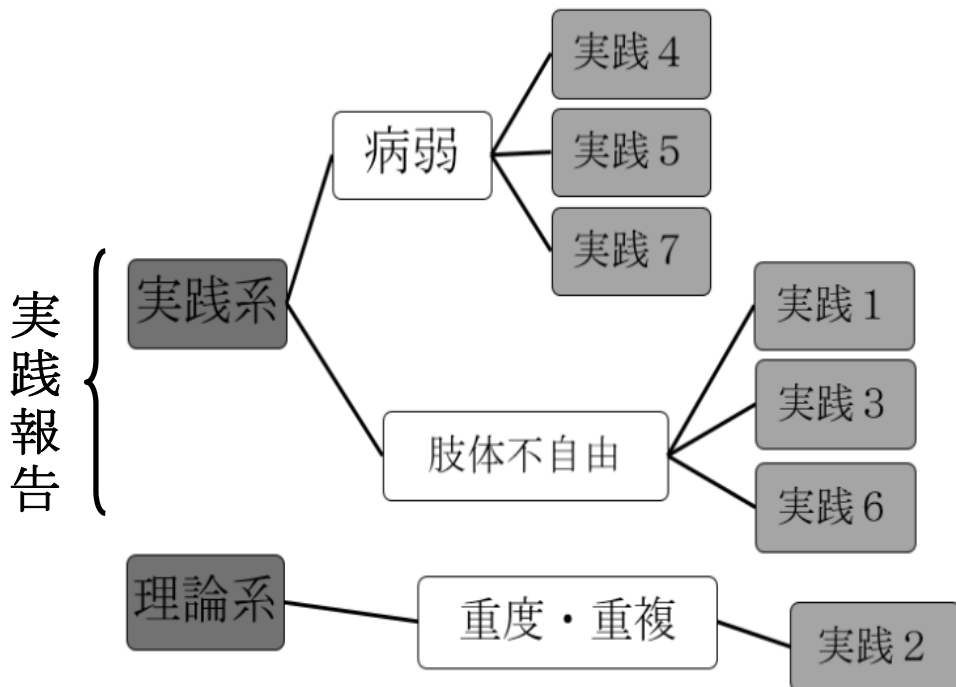 実践報告
実践系
病弱
実践４
実践５
実践７
肢体不自由
実践１
実践３
実践６
理論系
重度・重複
実践２